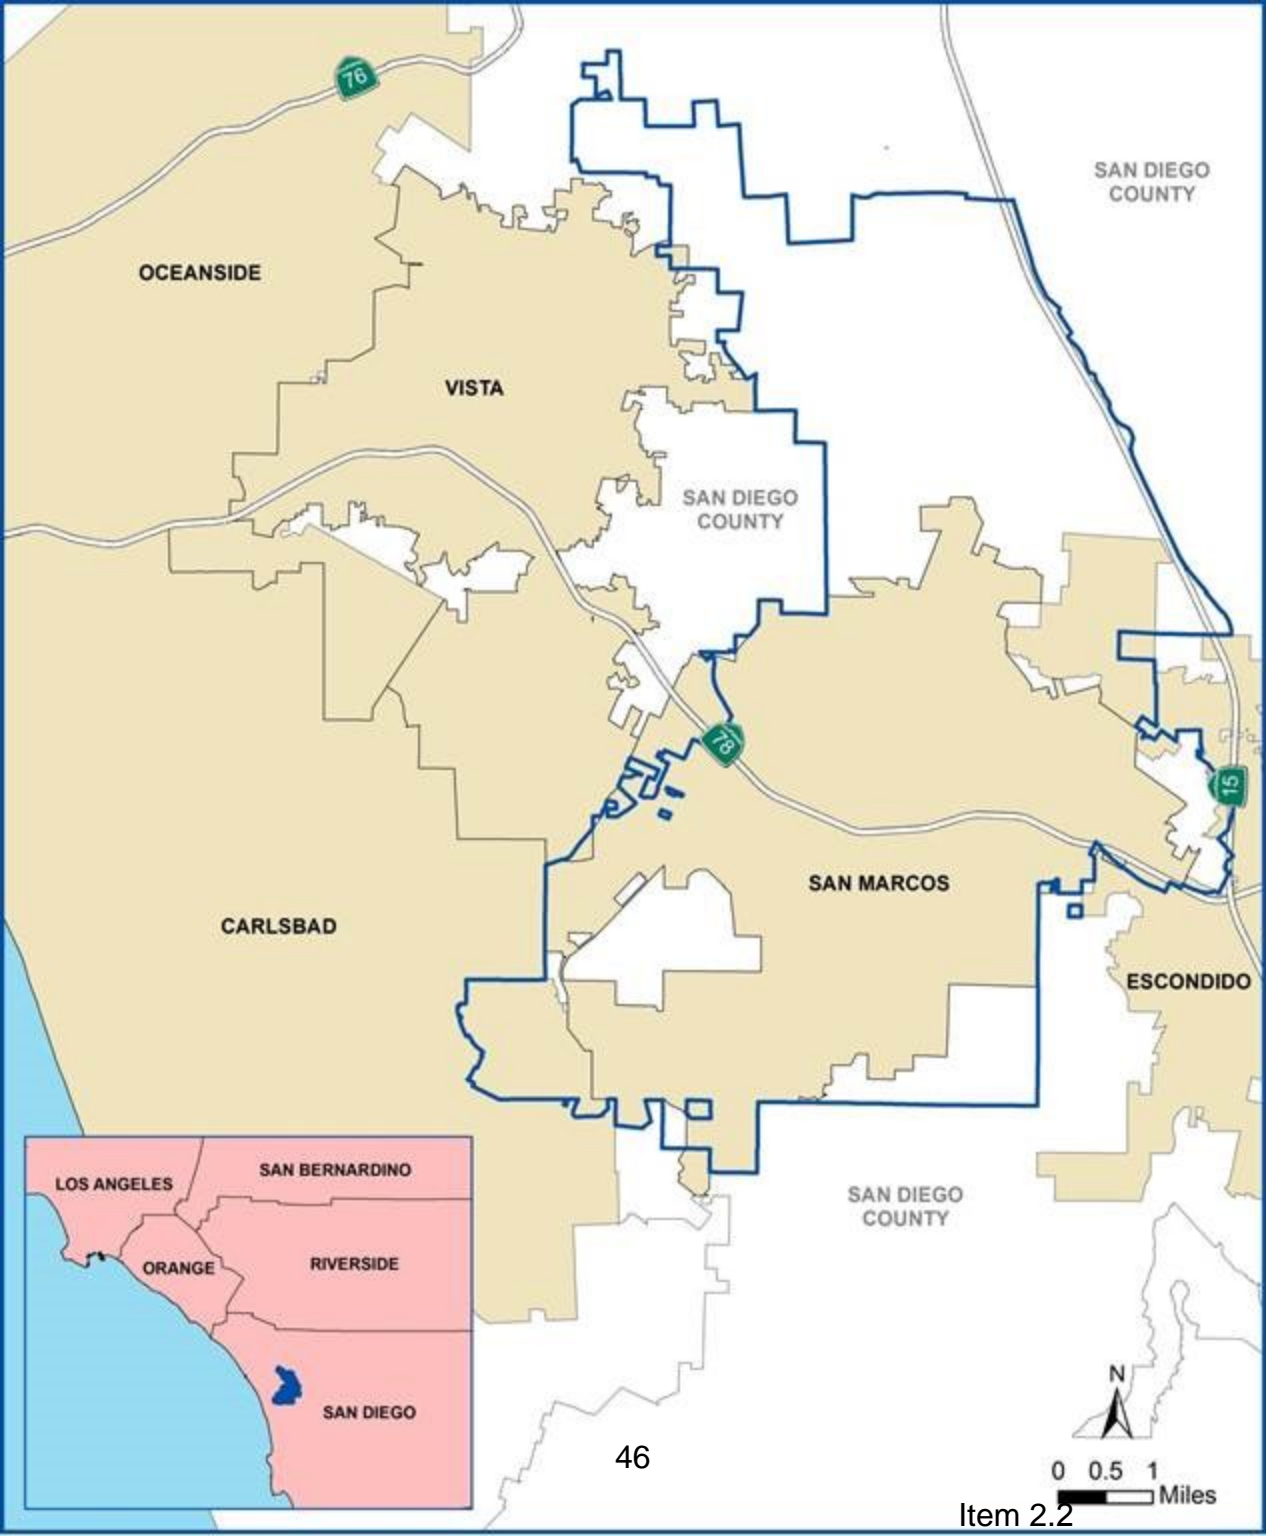 76
SAN DIEGO
COUNTY
OCEANSIDE
VISTA
SAN DIEGO
COUNTY
78
15
SAN MARCOS
CARLSBAD
ESCONDIDO
SAN DIEGO
COUNTY
LOS ANGELES
SAN BERNARDINO
ORANGE
RIVERSIDE
SAN DIEGO
N
46
0 0.5 1
Miles
Item 2.2